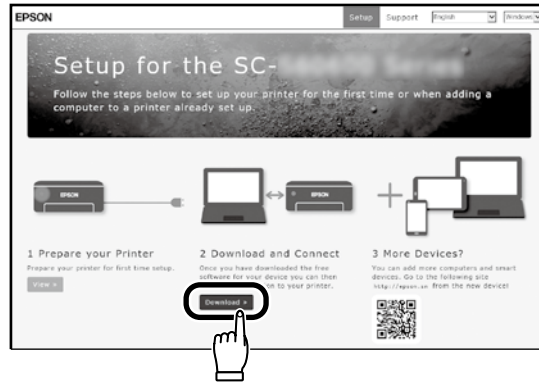 EPSON
Setup Support English Windows
Setup for the SC-
Follow the steps below to set up your printer for the first time or when adding a
computer to a printer already set up.
EPSON
EPSON
1 Prepare your Printer
Prepare your printer for first time setup.
View »
2 Download and Connect
Once you have downloaded the free
software for your device you can then
on to your printer.
Download »
3 More Devices?
You can add more computers and smart
devices. Go to the following site
http://epson.sn from the new device!